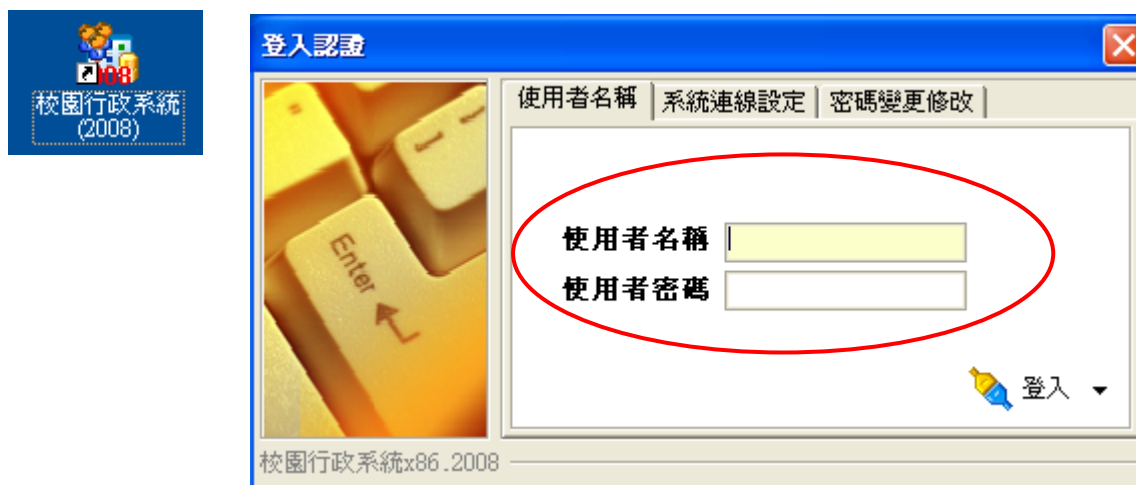 08
校園行政系統
(2008)
登入認證
使用者名稱
系統連線設定
密碼變更修改
Enter
使用者名稱
使用者密碼
登入
校園行政系統x86.2008